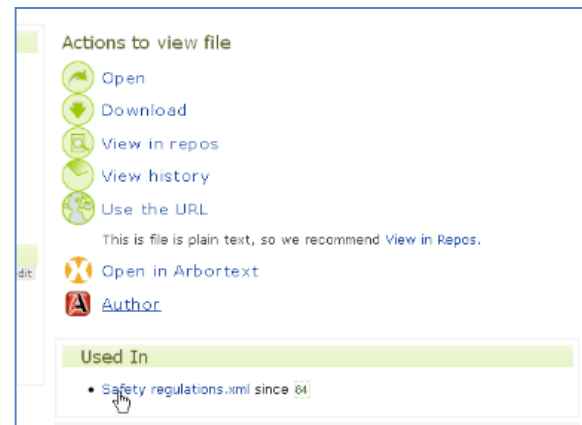 Actions to view file
Open
Download
View in repos
View history
Use the URL
This is file is plain text, so we recommend View in Repos.
edit
Open in Arbortext
Author
Used In
Safety regulations.xml since 84